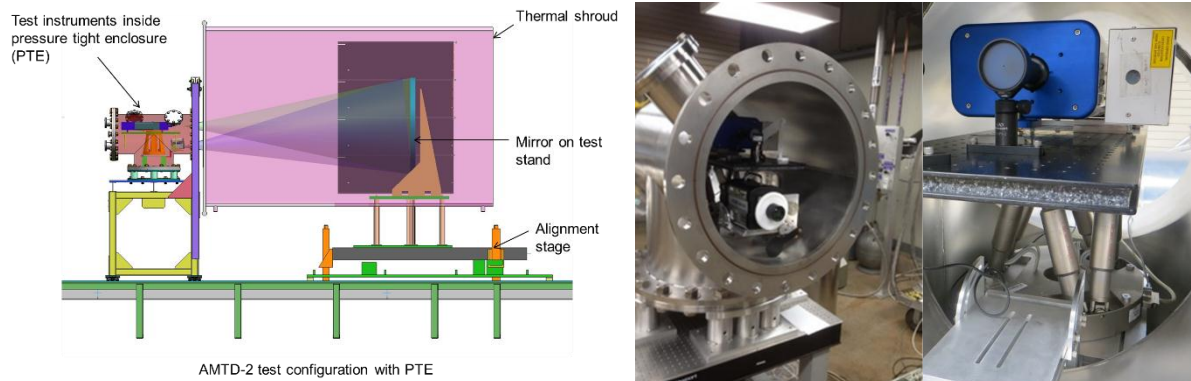 Test instruments inside
pressure tight enclosure
(PTE)
Thermal shroud
Mirror on test
stand
Alignment
stage
AMTD-2 test configuration with PTE